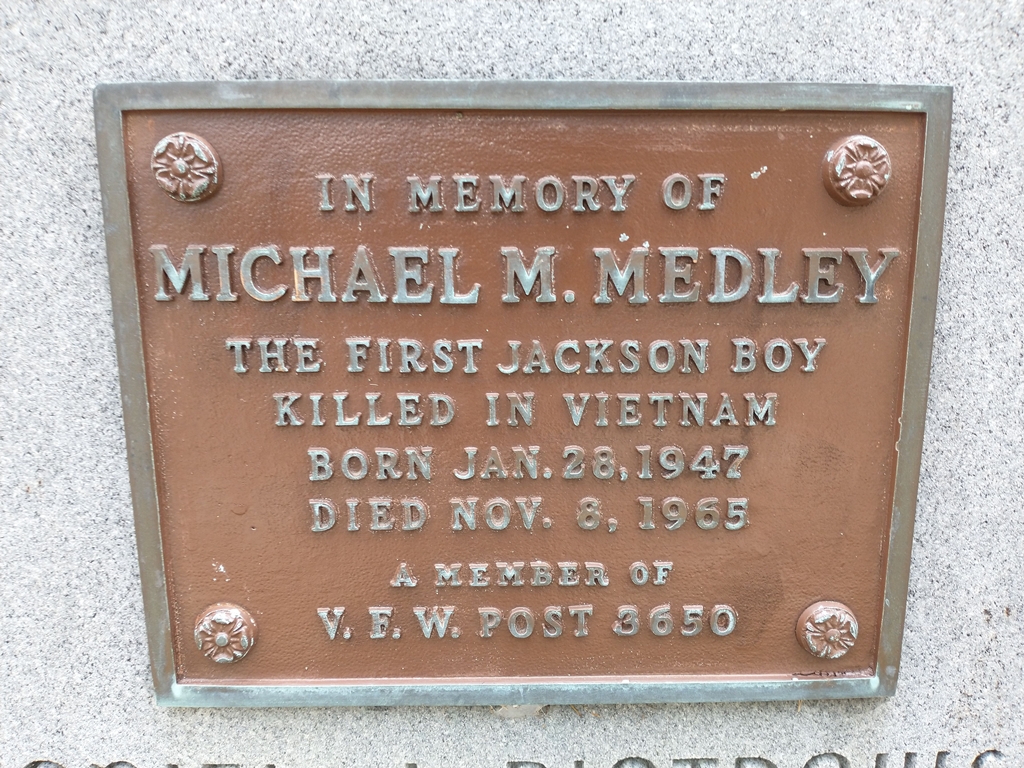 IN MEMORY OF
MICHAEL M. MEDLEY
THE FIRST JACKSON BOY
KILLED IN VIETNAM
BORN JAN. 28, 1947
DIED NOV. 8, 1965
A MEMBER OF
V. F. W. POST 3650